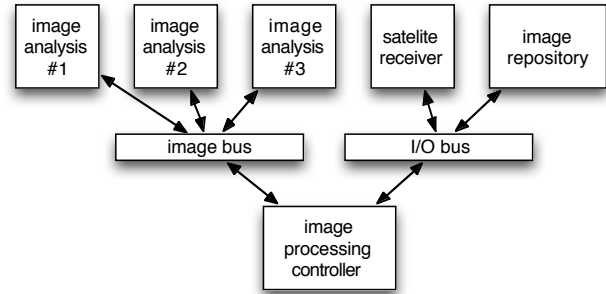 image
analysis
#1
image
analysis
#2
image
analysis
#3
satelite
receiver
image
repository
image bus
I/O bus
image
processing
controller